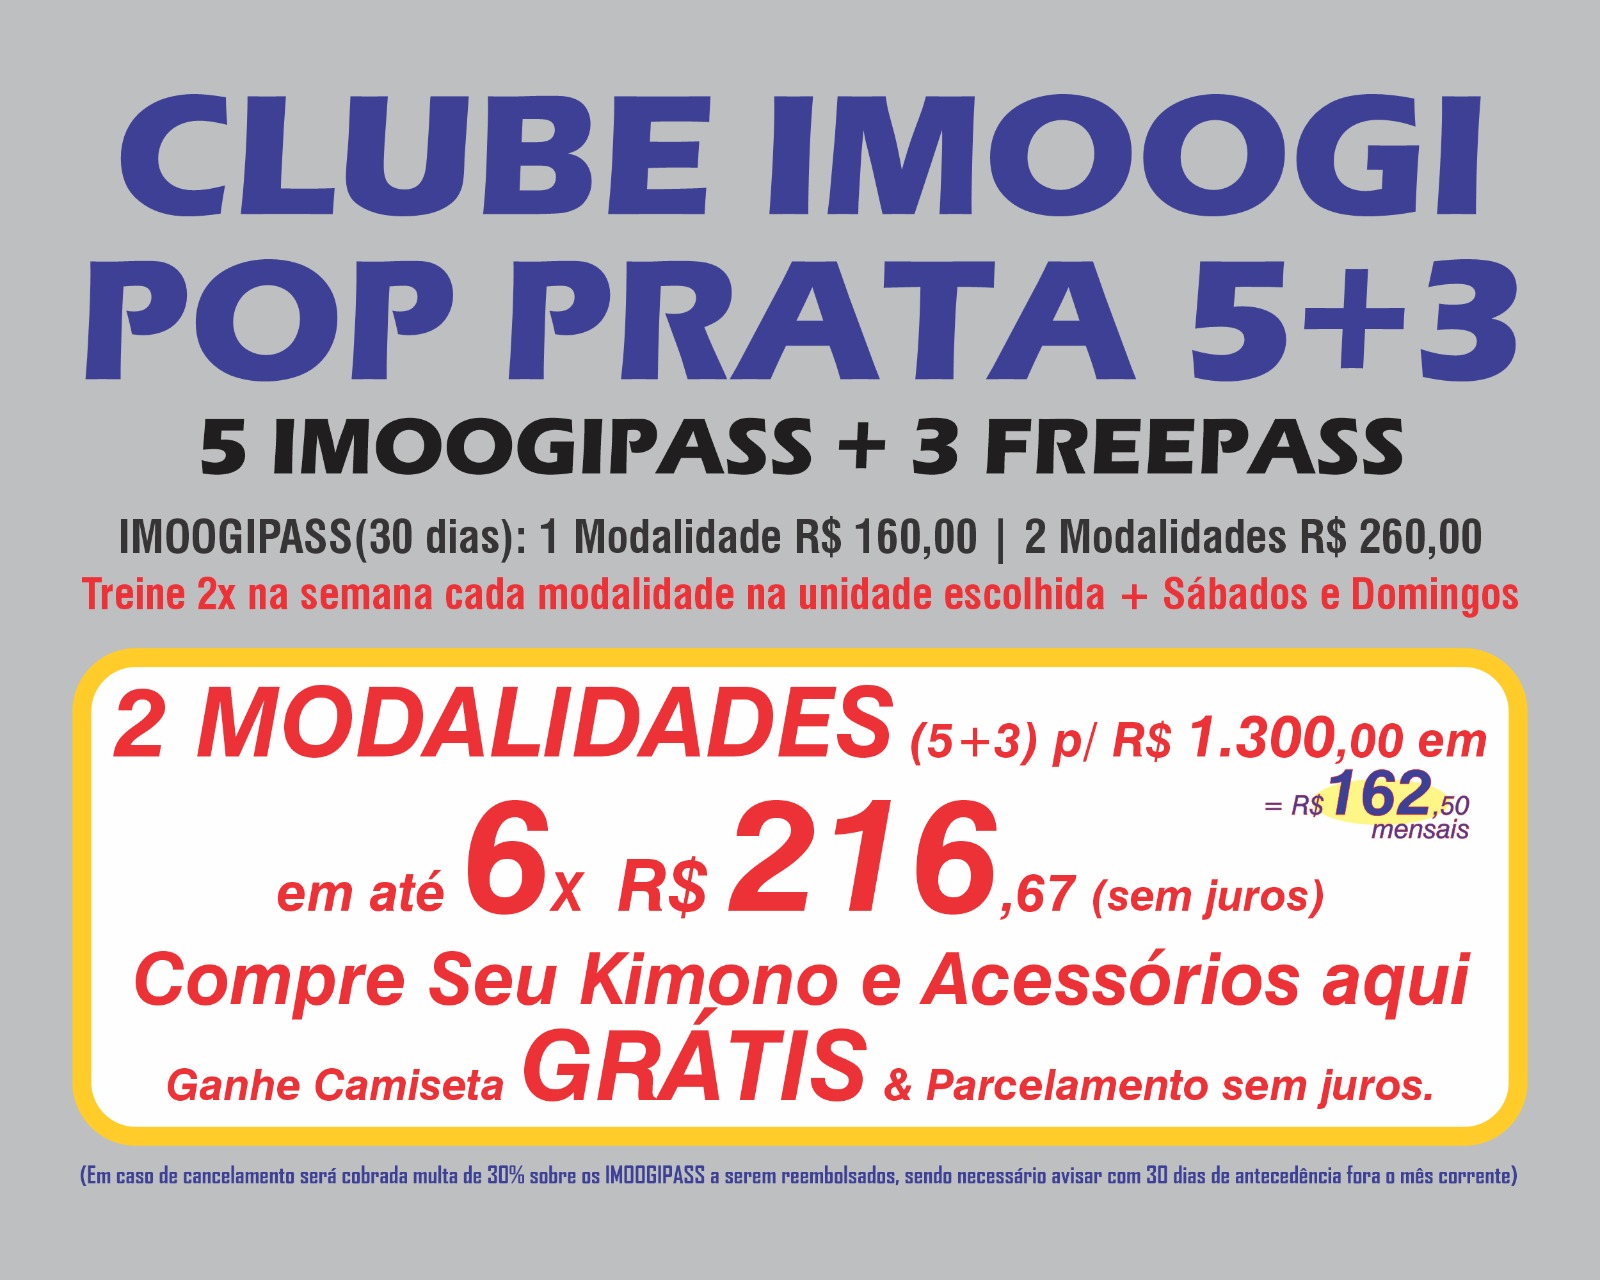 CLUBE IMOOGI
POP PRATA 5+3
5 IMOOGIPASS + 3 FREEPASS
IMOOGIPASS(30 dias): 1 Modalidade R$ 160,00 | 2 Modalidades R$ 260,00
Treine 2x na semana cada modalidade na unidade escolhida + Sábados e Domingos
2 MODALIDADES (5+3) p/ R$ 1.300,00 em
= R$ 162,50
mensais
em até 6x R$ 216,67 (sem juros)
Compre Seu Kimono e Acessórios aqui
Ganhe Camiseta GRÁTIS & Parcelamento sem juros.
(Em caso de cancelamento será cobrada multa de 30% sobre os IMOOGIPASS a serem reembolsados, sendo necessário avisar com 30 dias de antecedência fora o mês corrente)